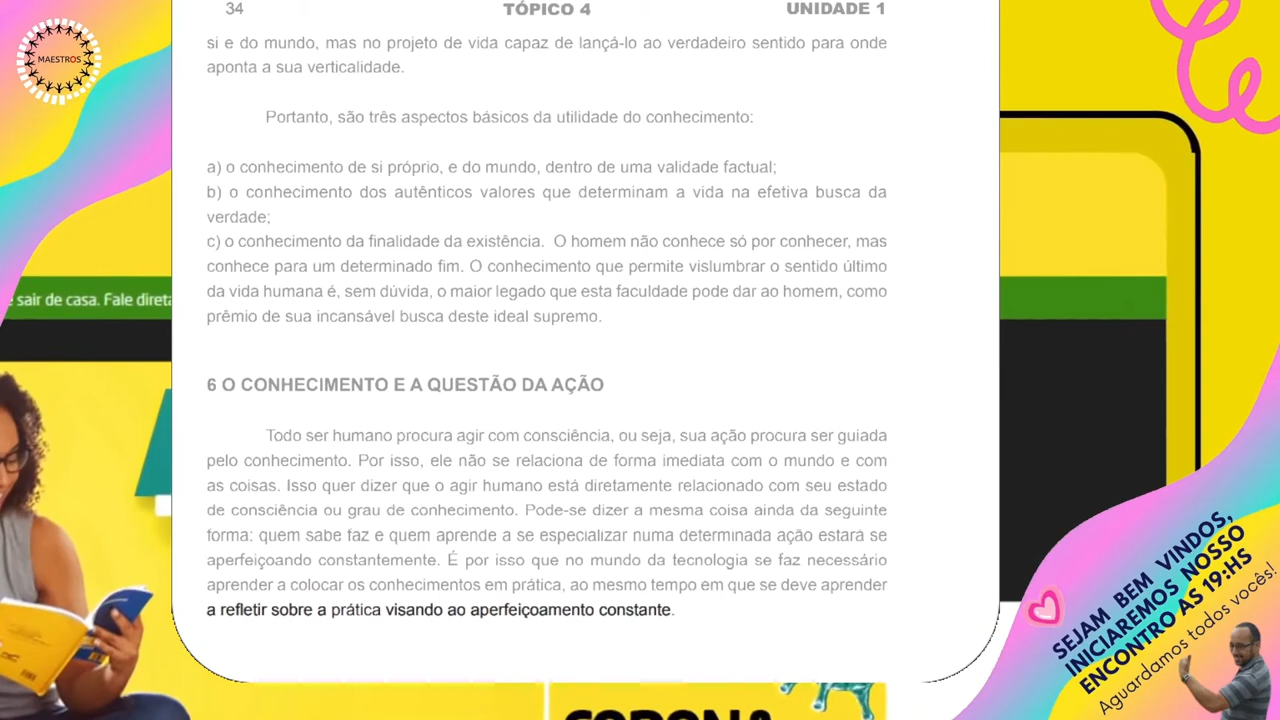 34 TÓPICO 4 UNIDADE 1
MAESTROS
si e do mundo, mas no projeto de vida capaz de lançá-lo ao verdadeiro sentido para onde
aponta a sua verticalidade.
Portanto, são três aspectos básicos da utilidade do conhecimento:
a) o conhecimento de si próprio, e do mundo, dentro de uma validade factual;
b) o conhecimento dos autênticos valores que determinam a vida na efetiva busca da
verdade;
c) o conhecimento da finalidade da existência. O homem não conhece só por conhecer, mas
conhece para um determinado fim. O conhecimento que permite vislumbrar o sentido último
da vida humana é, sem dúvida, o maior legado que esta faculdade pode dar ao homem, como
prêmio de sua incansável busca deste ideal supremo.
sair de casa. Fale direta
6 O CONHECIMENTO E A QUESTÃO DA AÇÃO
Todo ser humano procura agir com consciência, ou seja, sua ação procura ser guiada
pelo conhecimento. Por isso, ele não se relaciona de forma imediata com o mundo e com
as coisas. Isso quer dizer que o agir humano está diretamente relacionado com seu estado
de consciência ou grau de conhecimento. Pode-se dizer a mesma coisa ainda da seguinte
forma: quem sabe faz e quem aprende a se especializar numa determinada ação estará se
aperfeiçoando constantemente. É por isso que no mundo da tecnologia se faz necessário
aprender a colocar os conhecimentos em prática, ao mesmo tempo em que se deve aprender
a refletir sobre a prática visando ao aperfeiçoamento constante.
SEJAM BEM VINDOS,
INICIAREMOS NOSSO
ENCONTRO AS 19:HS
Aguardamos todos vocês!
CORONA